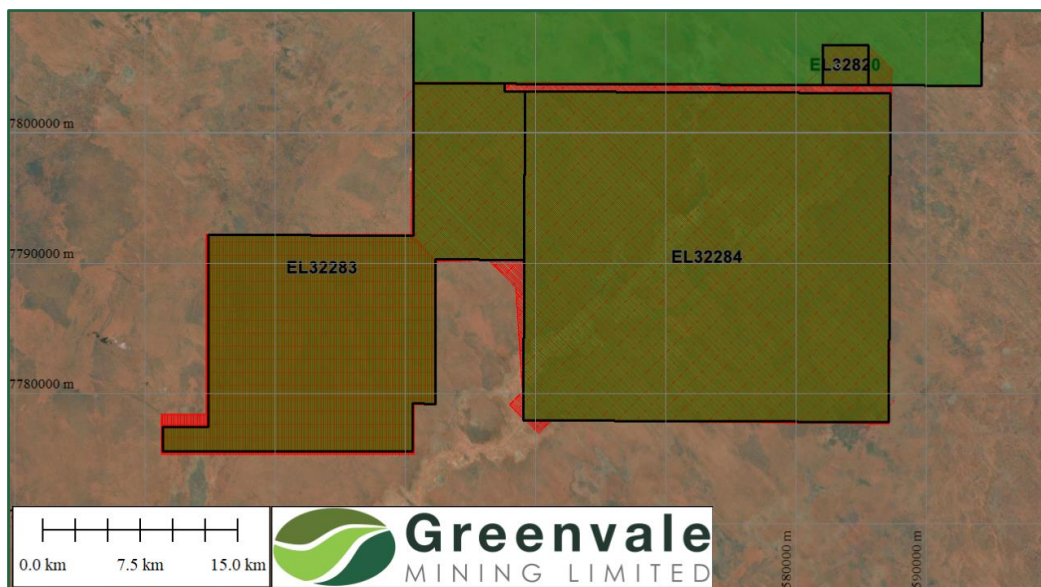 EL32820
7800000 m
7790000 m
EL32284
EL32283
7780000 m
0.0 km 7.5 km 15.0 km
Greenvale
MINING LIMITED
580000 m
590000 m